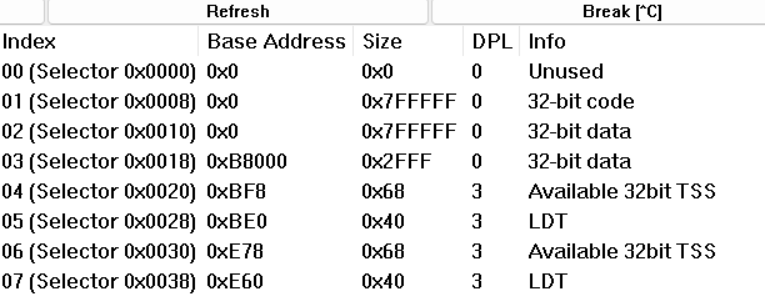 Refresh Break [^C]
Index Base Address Size DPL Info
00 (Selector 0x0000) 0x0 0x0 0 Unused
01 (Selector 0x0008) 0x0 0x7FFFFF 0 32-bit code
02 (Selector 0x0010) 0x0 0x7FFFFF 0 32-bit data
03 (Selector 0x0018) 0xB8000 0x2FFF 0 32-bit data
04 (Selector 0x0020) 0xBF8 0x68 3 Available 32bit TSS
05 (Selector 0x0028) 0xBE0 0x40 3 LDT
06 (Selector 0x0030) 0xE78 0x68 3 Available 32bit TSS
07 (Selector 0x0038) 0xE60 0x40 3 LDT